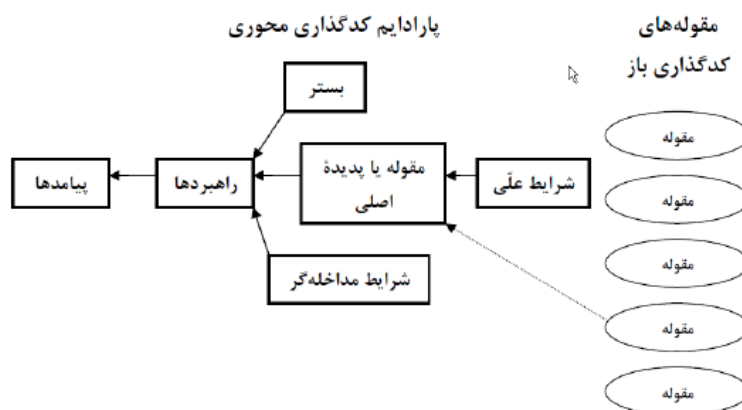 مقوله‌های
کدگذاری باز
پارادایم کدگذاری محوری
بستر
مقوله
شرایط علّی
مقوله یا پدیدهٔ
اصلی
راهبردها
پیامدها
مقوله
مقوله
شرایط مداخله‌گر
مقوله
مقوله